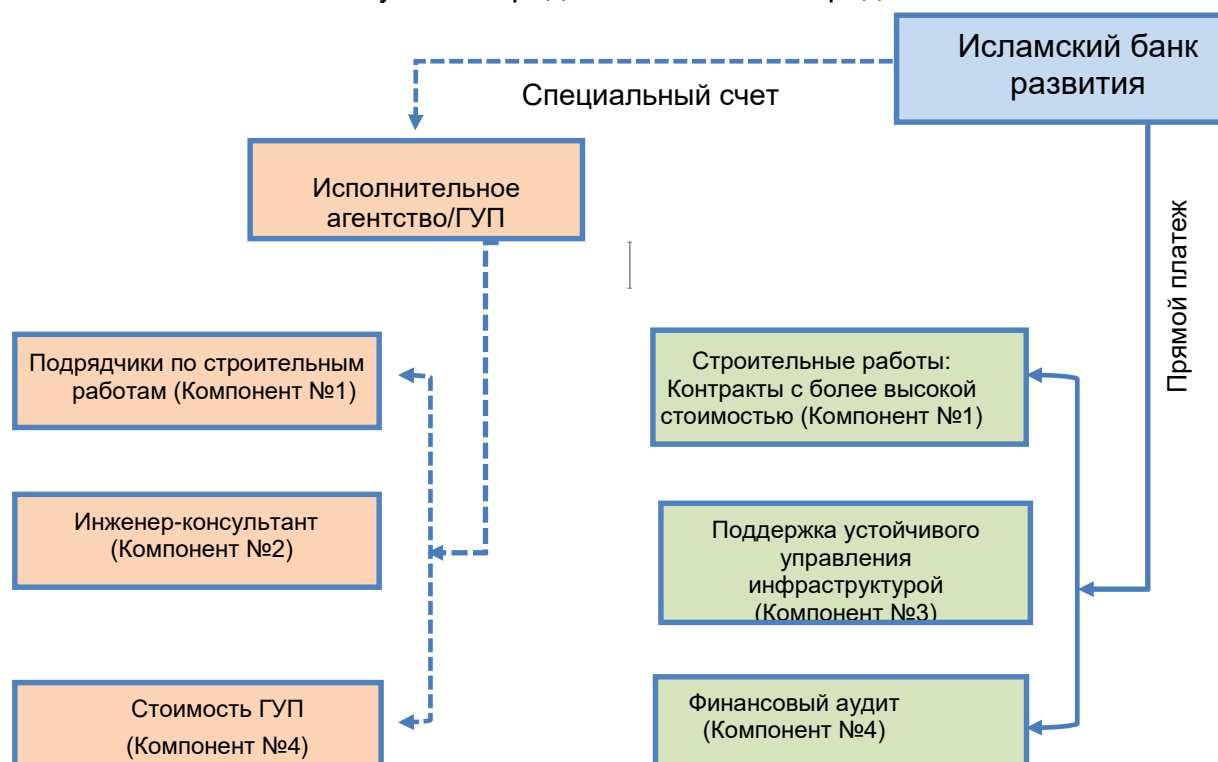 Исламский банк
развития
Специальный счет
Исполнительное
агентство/ГУП
Прямой платеж
Подрядчики по строительным
работам (Компонент №1)
Строительные работы:
Контракты с более высокой
стоимостью (Компонент №1)
Инженер-консультант
(Компонент №2)
Поддержка устойчивого
управления
инфраструктурой
(Компонент №3)
Стоимость ГУП
(Компонент №4)
Финансовый аудит
(Компонент №4)